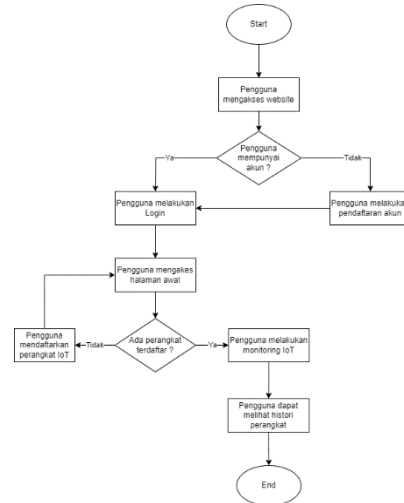 Start
Pengguna
mengakses website
Pengguna
mempunyai
akun ?
Ya
Tidak
Pengguna melakukan
Login
Pengguna melakukan
pendaftaran akun
Pengguna mengakes
halaman awal
Ada perangkat
terdaftar ?
Tidak
Ya
Pengguna
mendaftarkan
perangkat IoT
Pengguna melakukan
monitoring IoT
Pengguna dapat
melihat histori
perangkat
End